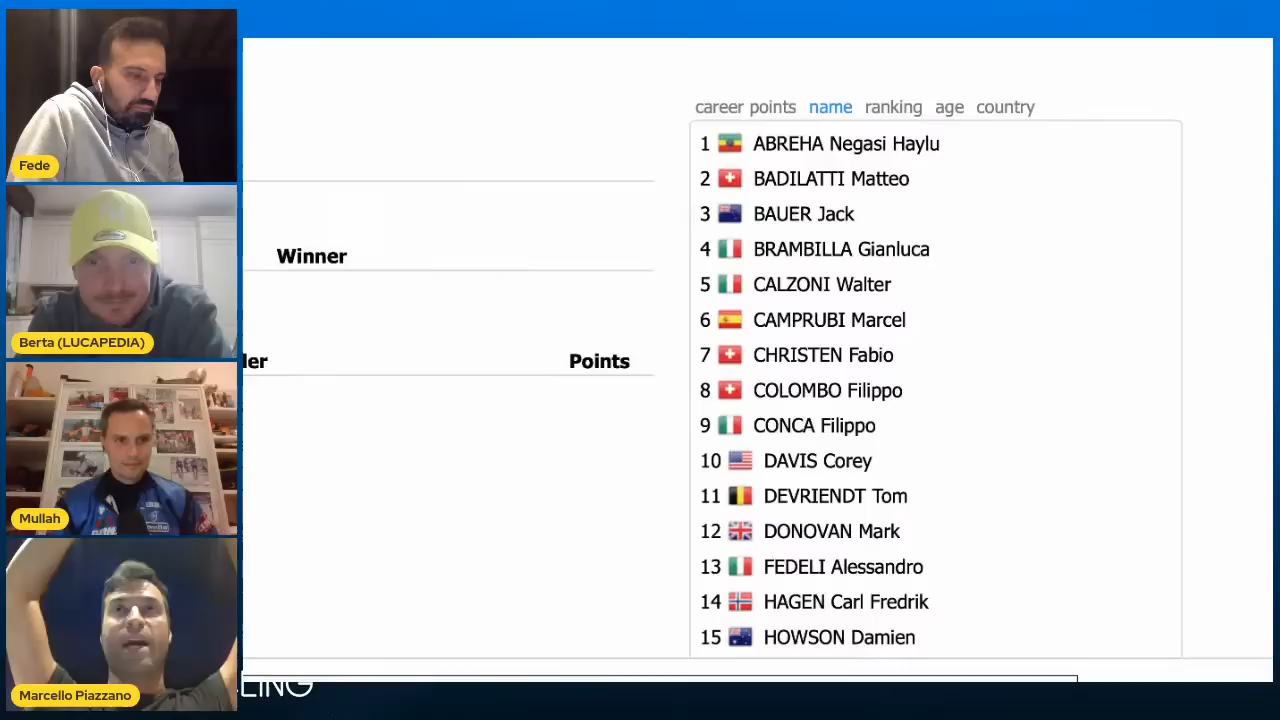 Fede
Berta (LUCAPEDIA)
Mullah
Marcello Piazzano
Winner
ler
Points
career points name ranking age country
1 ABREHA Negasi Haylu
2 BADILATTI Matteo
3 BAUER Jack
4 BRAMBILLA Gianluca
5 CALZONI Walter
6 CAMPRUBI Marcel
7 CHRISTEN Fabio
8 COLOMBO Filippo
9 CONCA Filippo
10 DAVIS Corey
11 DEVRIENDT Tom
12 DONOVAN Mark
13 FEDELI Alessandro
14 HAGEN Carl Fredrik
15 HOWSON Damien
LING